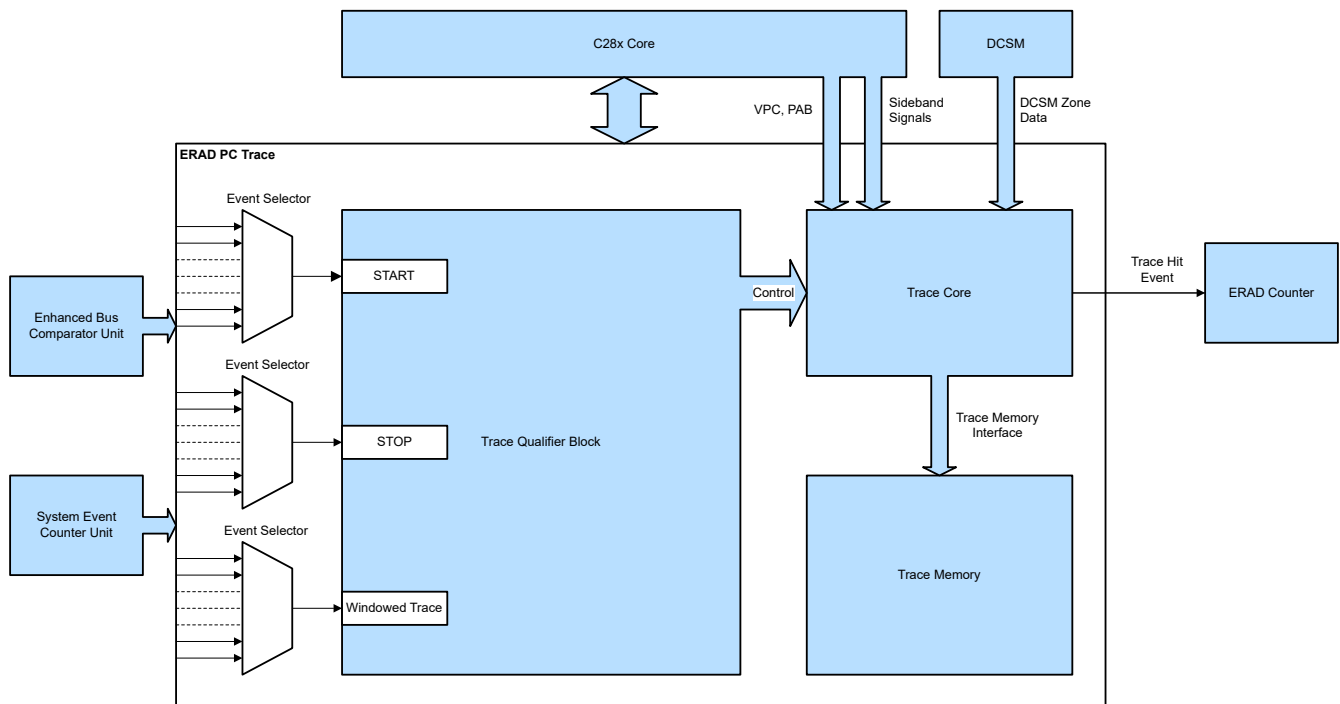 C28x Core
DCSM
VPC, PAB
Sideband
Signals
DCSM Zone
Data
ERAD PC Trace
Event Selector
START
Enhanced Bus
Comparator Unit
Control
Trace Core
Trace Hit
Event
ERAD Counter
Event Selector
STOP
Trace Qualifier Block
Trace Memory
Interface
System Event
Counter Unit
Event Selector
Windowed Trace
Trace Memory